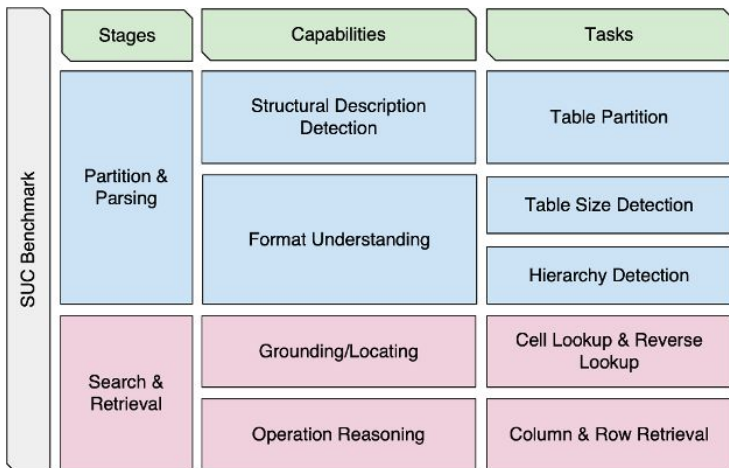 SUC Benchmark
Stages
Capabilities
Tasks
Partition &
Parsing
Structural Description
Detection
Table Partition
Format Understanding
Table Size Detection
Hierarchy Detection
Search &
Retrieval
Grounding/Locating
Cell Lookup & Reverse
Lookup
Operation Reasoning
Column & Row Retrieval